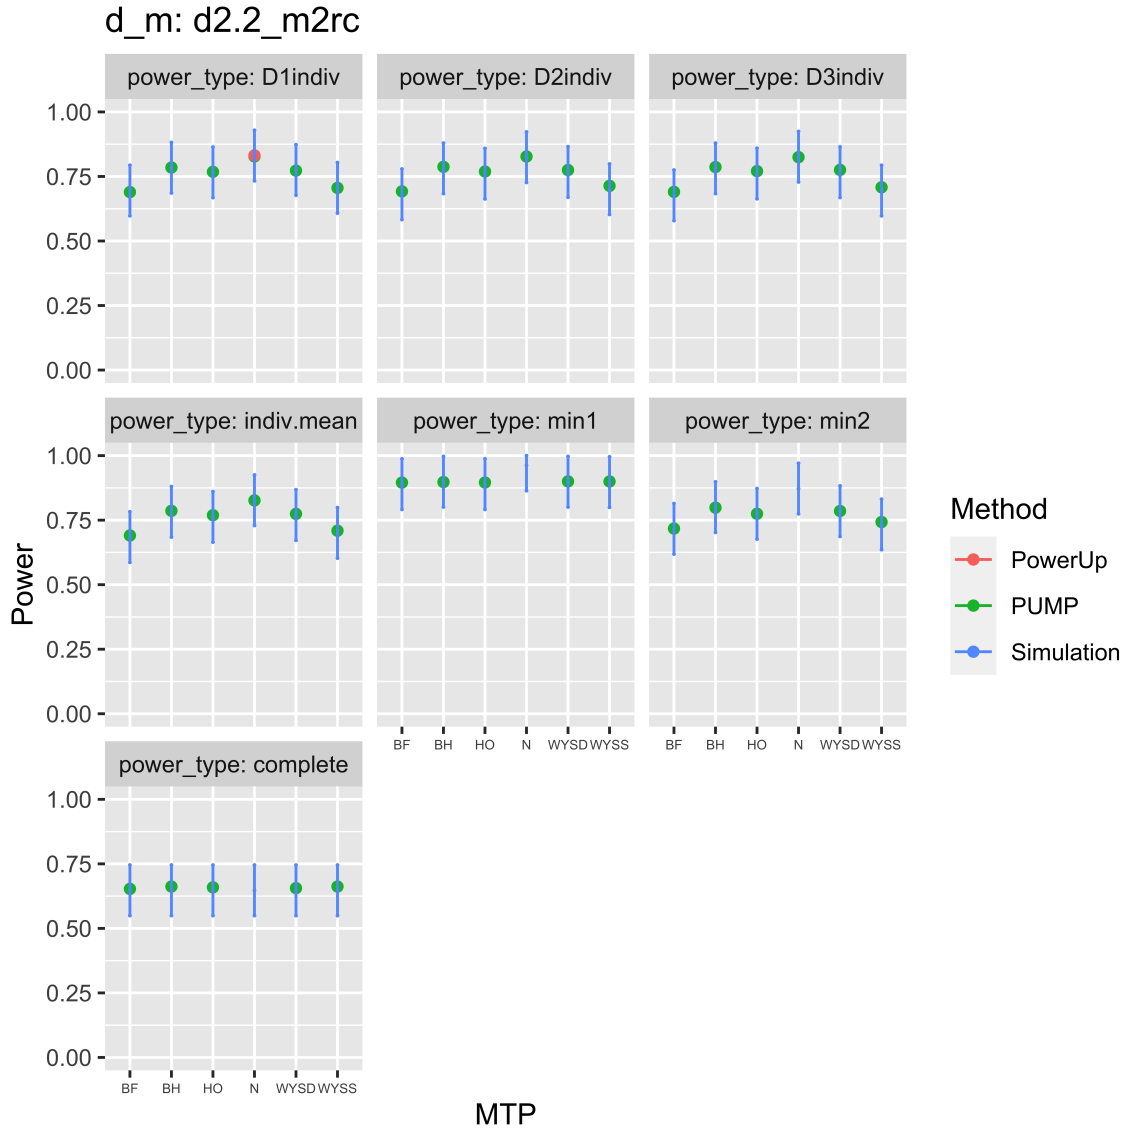 d_m: d2.2_m2rc
power_type: D1indiv power_type: D2indiv power_type: D3indiv
1.00
0.75
0.50
0.25
0.00
power_type: indiv.mean power_type: min1 power_type: min2
1.00
0.75
0.50
0.25
0.00
BF BH HO N WYSD WYSS BF BH HO N WYSD WYSS
power_type: complete
1.00
0.75
0.50
0.25
0.00
BF BH HO N WYSD WYSS
MTP
Power
Method
PowerUp
PUMP
Simulation